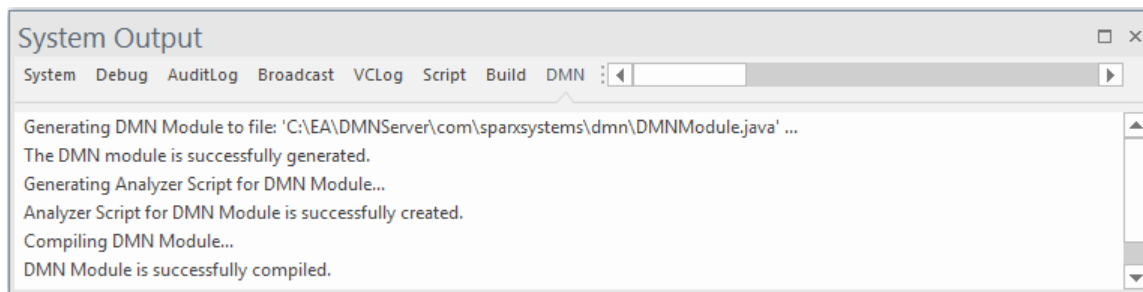 System Output
System Debug AuditLog Broadcast VCLog Script Build DMN
Generating DMN Module to file: 'C:\EA\DMNServer\com\sparxsystems\dmn\DMNModule.java' ...
The DMN module is successfully generated.
Generating Analyzer Script for DMN Module...
Analyzer Script for DMN Module is successfully created.
Compiling DMN Module...
DMN Module is successfully compiled.